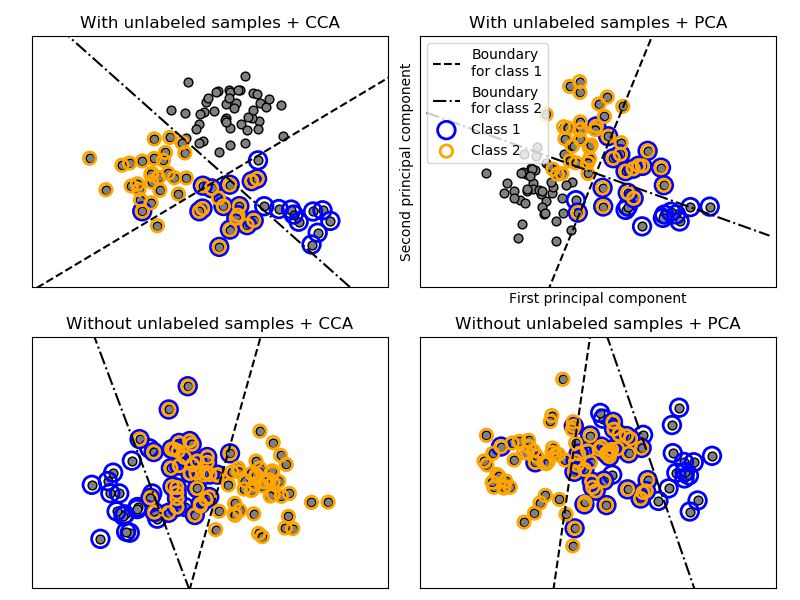 With unlabeled samples + CCA
With unlabeled samples + PCA
Second principal component
Boundary
for class 1
Boundary
for class 2
Class 1
Class 2
First principal component
Without unlabeled samples + CCA
Without unlabeled samples + PCA